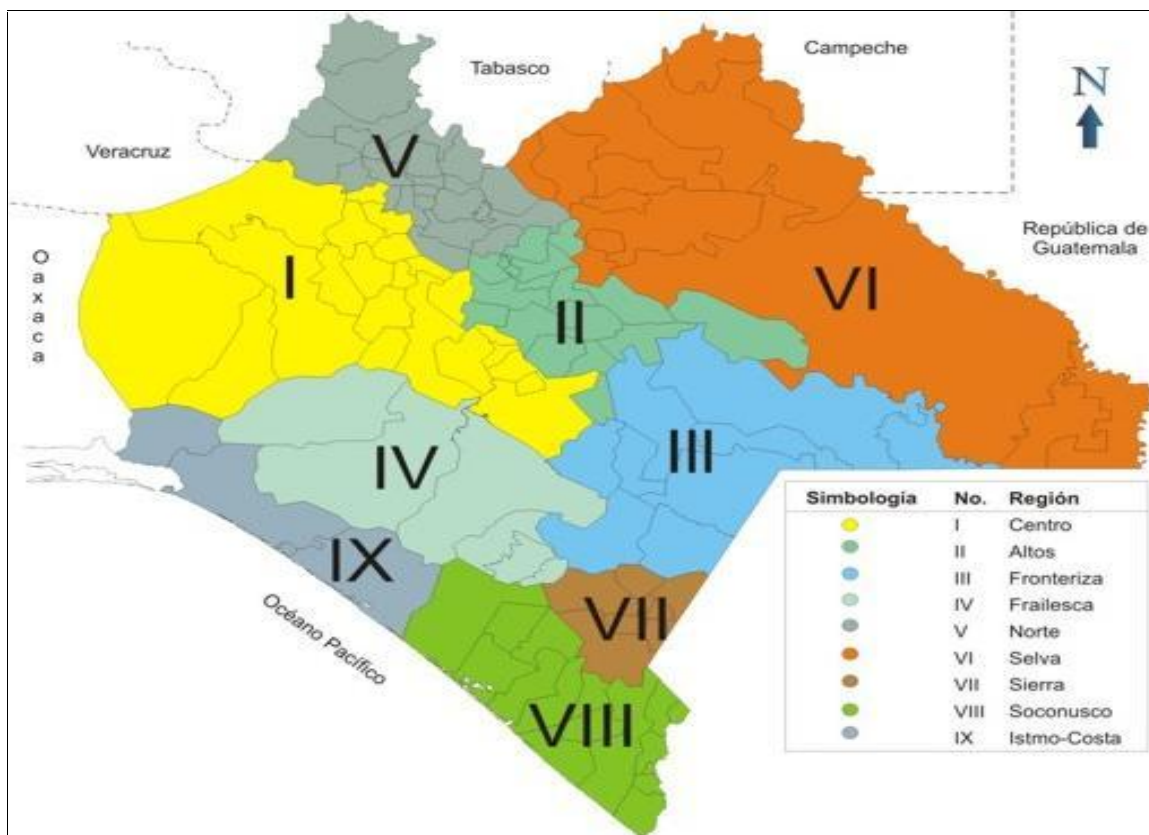 Campeche
Tabasco
N
Veracruz
V
República de
Guatemala
Oaxaca
I
VI
II
III
IV
IX
VII
VIII
Océano Pacífico
Simbología No. Región
I Centro
II Altos
III Fronteriza
IV Frailesca
V Norte
VI Selva
VII Sierra
VIII Soconusco
IX Istmo-Costa